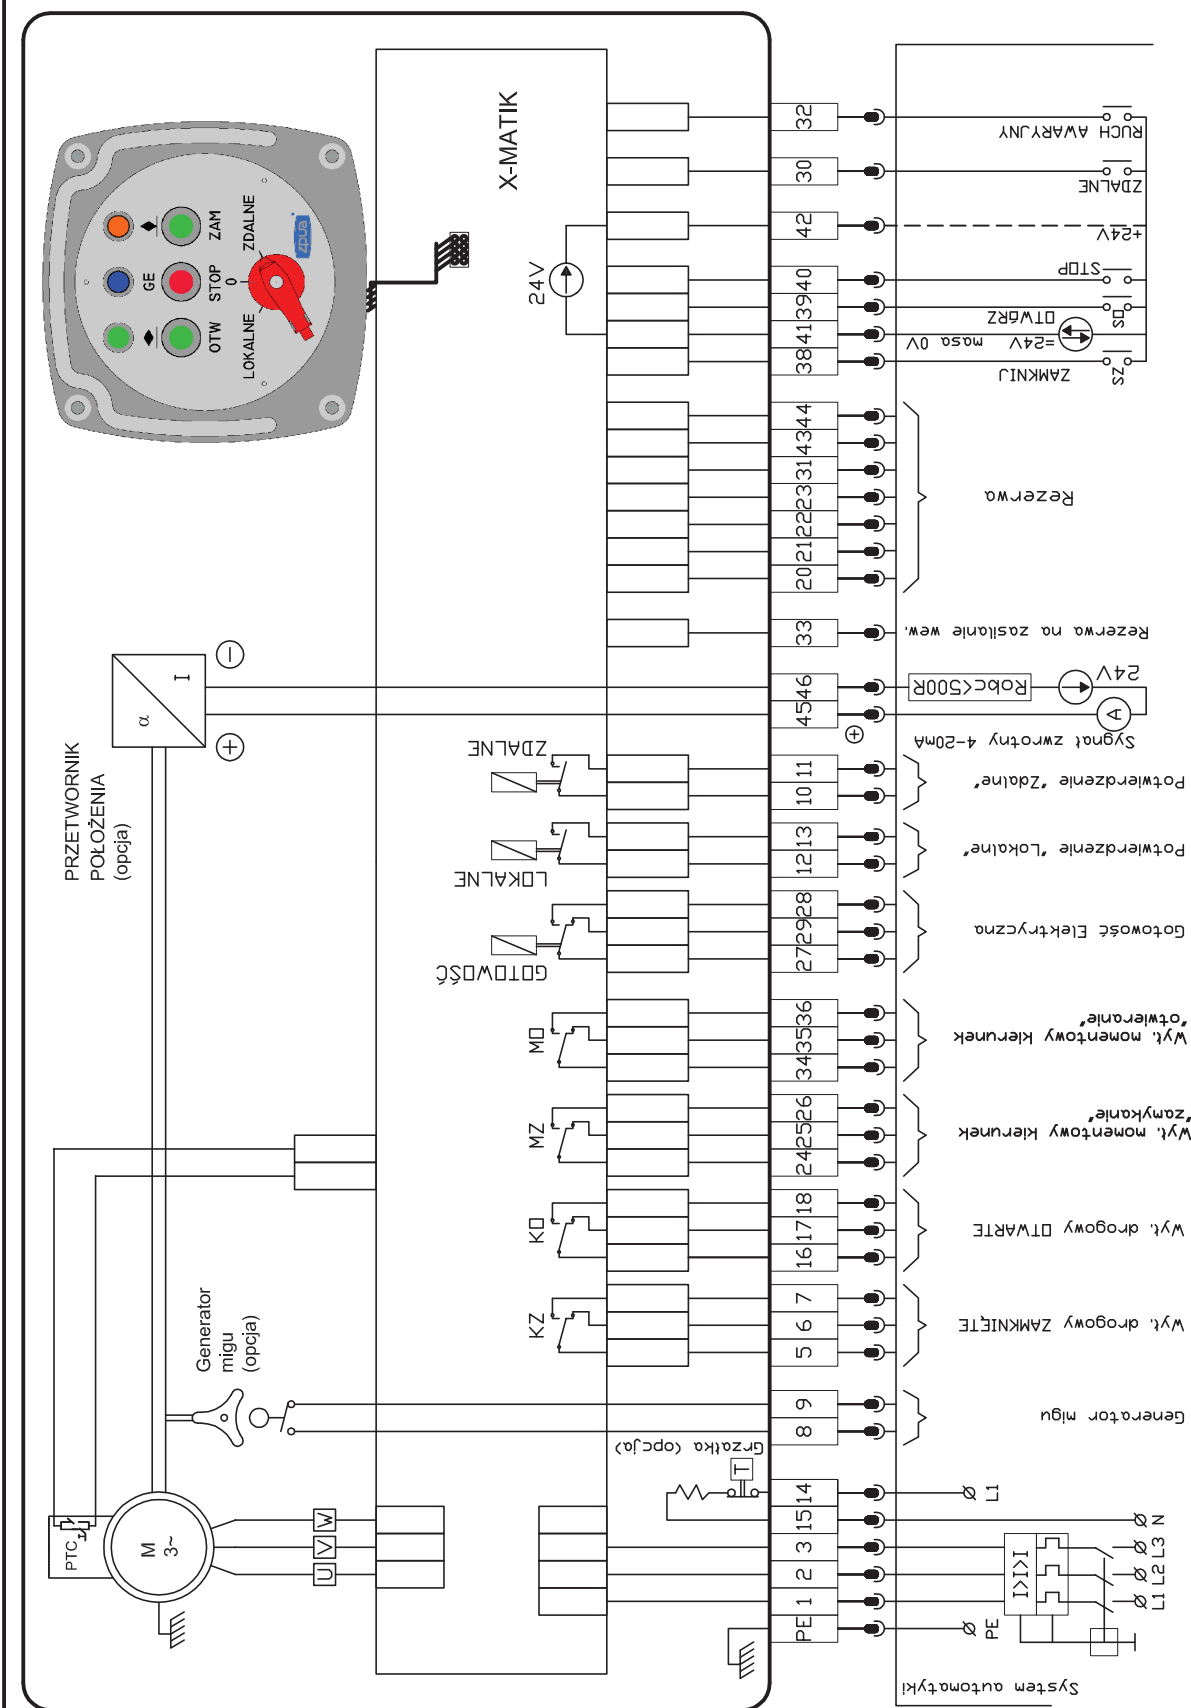 X-MATIK
GE
OTW
STOP
ZAM
LOKALNE
0
ZDALNE
zpua
24V
PRZETWORNIK
POŁOŻENIA
(opcja)
α
I
+
−
ZDALNE
LOKALNE
GOTOWOŚĆ
MO
MZ
KO
KZ
Generator
migu
(opcja)
PTC
M
3~
U
V
W
Grzałka (opcja)
T
32
30
42
40
39
41
38
44
43
31
23
22
21
20
33
46
45
+
11
10
13
12
28
29
27
36
35
34
26
25
24
18
17
16
7
6
5
9
8
14
15
3
2
1
PE
RUCH AWARYJNY
ZDALNE
+24V
STOP
OTWÓRZ
SO
=24V masa 0V
ZAMKNIJ
SZ
Rezerwa
Rezerwa na zasilanie wew.
24V
Robc<500R
A
Sygnał zwrotny 4-20mA
Potwierdzenie "Zdalne"
Potwierdzenie "Lokalne"
Gotowość Elektryczna
Wył. momentowy kierunek
"otwieranie"
Wył. momentowy kierunek
"zamykanie"
Wył. drogowy OTWARTE
Wył. drogowy ZAMKNIĘTE
Generator migu
L1
N
L3
L2
L1
I>I>I
PE
System automatyki